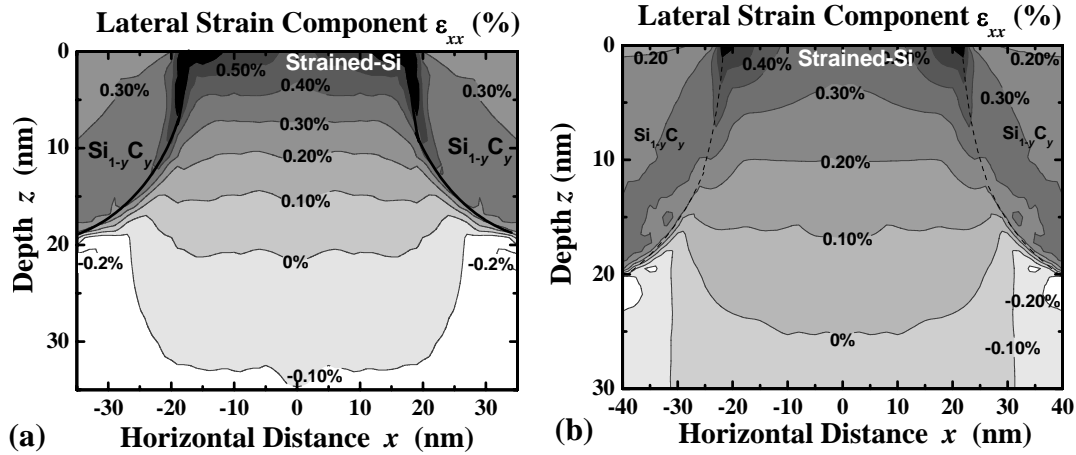 Lateral Strain Component εxx (%)
0
10
20
30
Depth z (nm)
Strained-Si
0.50%
0.40%
0.30%
0.30%
0.30%
0.20%
0.10%
0%
-0.10%
-0.2%
-0.2%
Si1-yCy
Si1-yCy
-30 -20 -10 0 10 20 30
(a) Horizontal Distance x (nm)
Lateral Strain Component εxx (%)
0
10
20
30
Depth z (nm)
Strained-Si
0.20
0.40%
0.20%
0.30%
0.30%
0.20%
0.10%
0%
-0.20%
-0.10%
Si1-yCy
Si1-yCy
-40 -30 -20 -10 0 10 20 30 40
(b) Horizontal Distance x (nm)